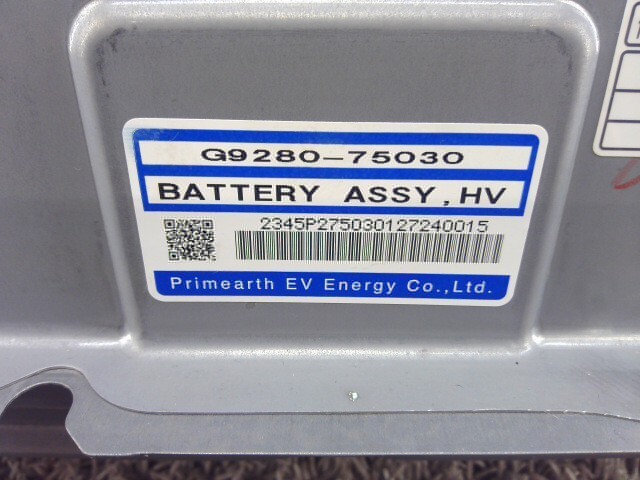 G9280-75030
BATTERY ASSY, HV
2345P275030127240015
Primearth EV Energy Co.,Ltd.